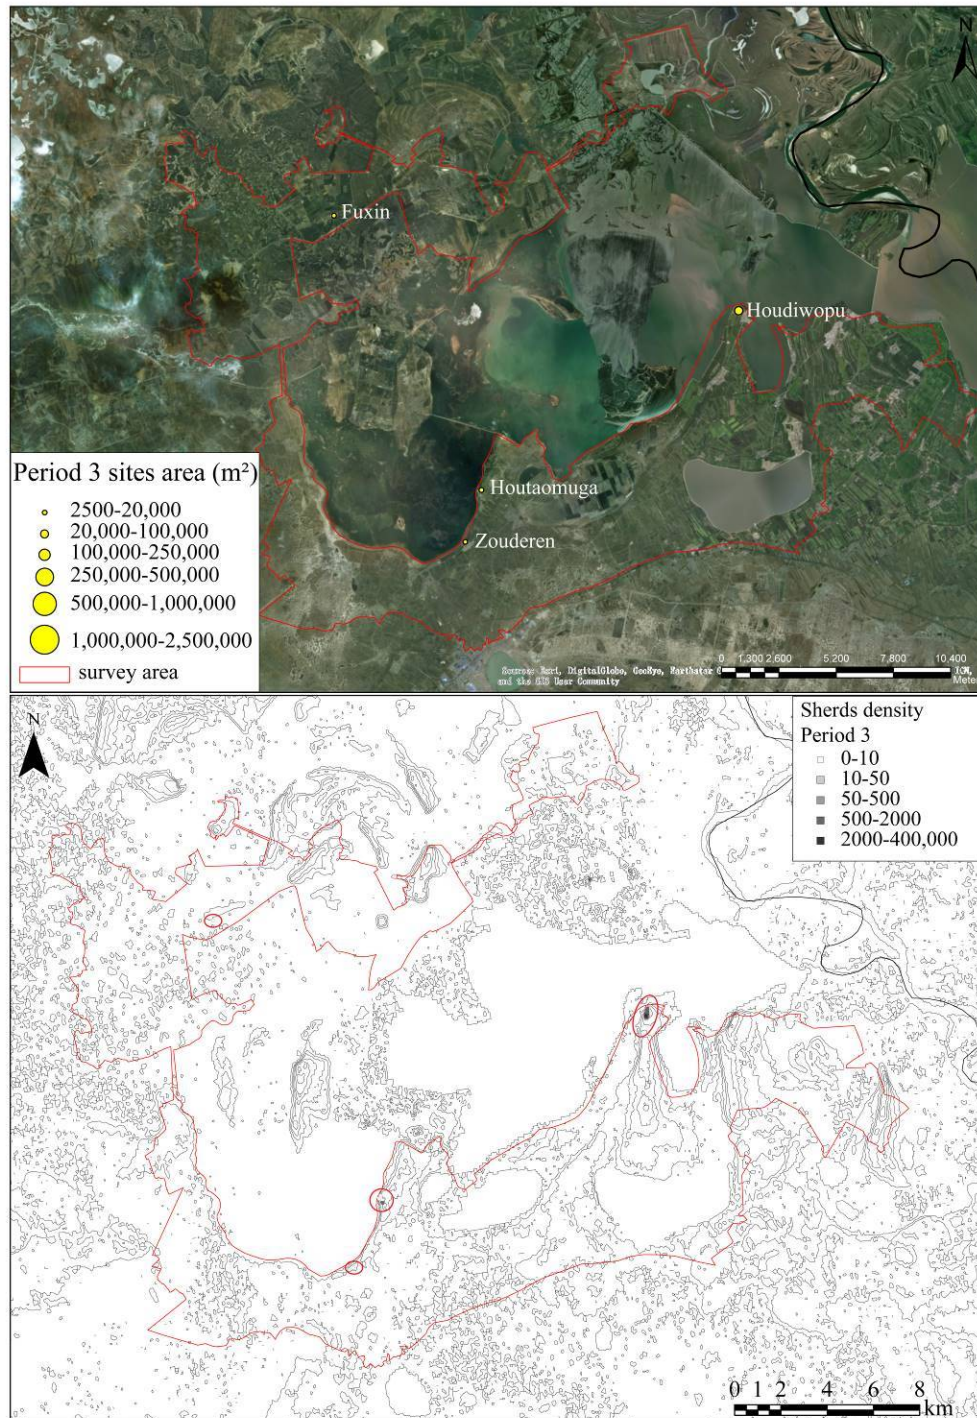 N
Fuxin
Houdiwopu
Houtaomuga
Zouderen
Period 3 sites area (m²)
2500-20,000
20,000-100,000
100,000-250,000
250,000-500,000
500,000-1,000,000
1,000,000-2,500,000
survey area
0 1,300 2,600 5,200 7,800 10,400
Sources: Esri, DigitalGlobe, GeoEye, Earthstar
and the GIS User Community
Mete
N
Sherds density
Period 3
0-10
10-50
50-500
500-2000
2000-400,000
0 1 2 4 6 8
km